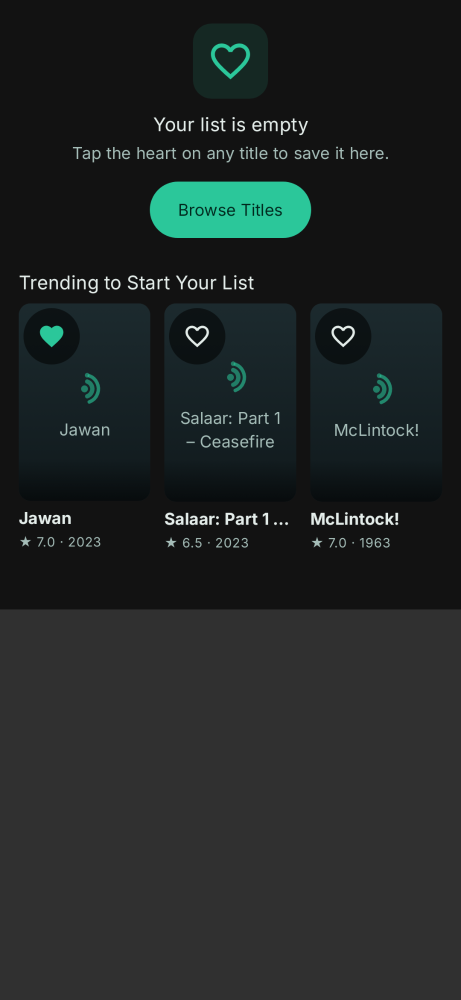 Your list is empty
Tap the heart on any title to save it here.
Browse Titles
Trending to Start Your List
Jawan
Salaar: Part 1
– Ceasefire
McLintock!
Jawan
Salaar: Part 1 ...
McLintock!
★ 7.0 · 2023
★ 6.5 · 2023
★ 7.0 · 1963